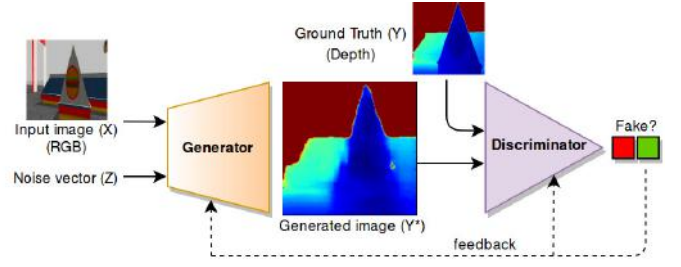 Ground Truth (Y)
(Depth)
Input image (X)
(RGB)
Noise vector (Z)
Generator
Generated image (Y*)
Discriminator
Fake?
feedback